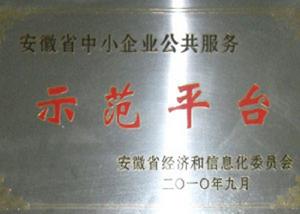 安徽省中小企业公共服务
示范平台
安徽省经济和信息化委员会
二〇一〇年九月